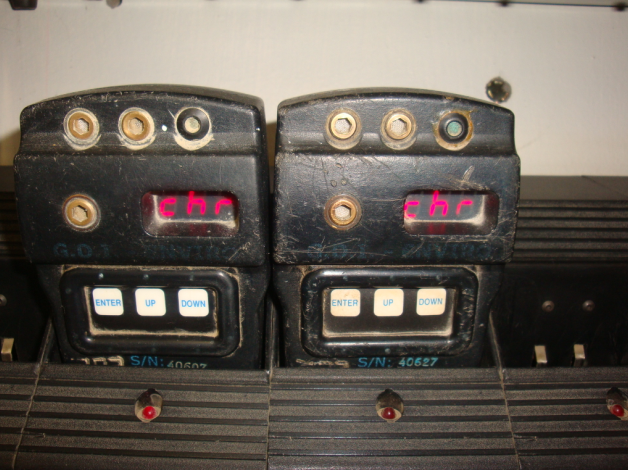 chr
ENTER UP DOWN
S/N: 40607
chr
ENTER UP DOWN
S/N: 40627